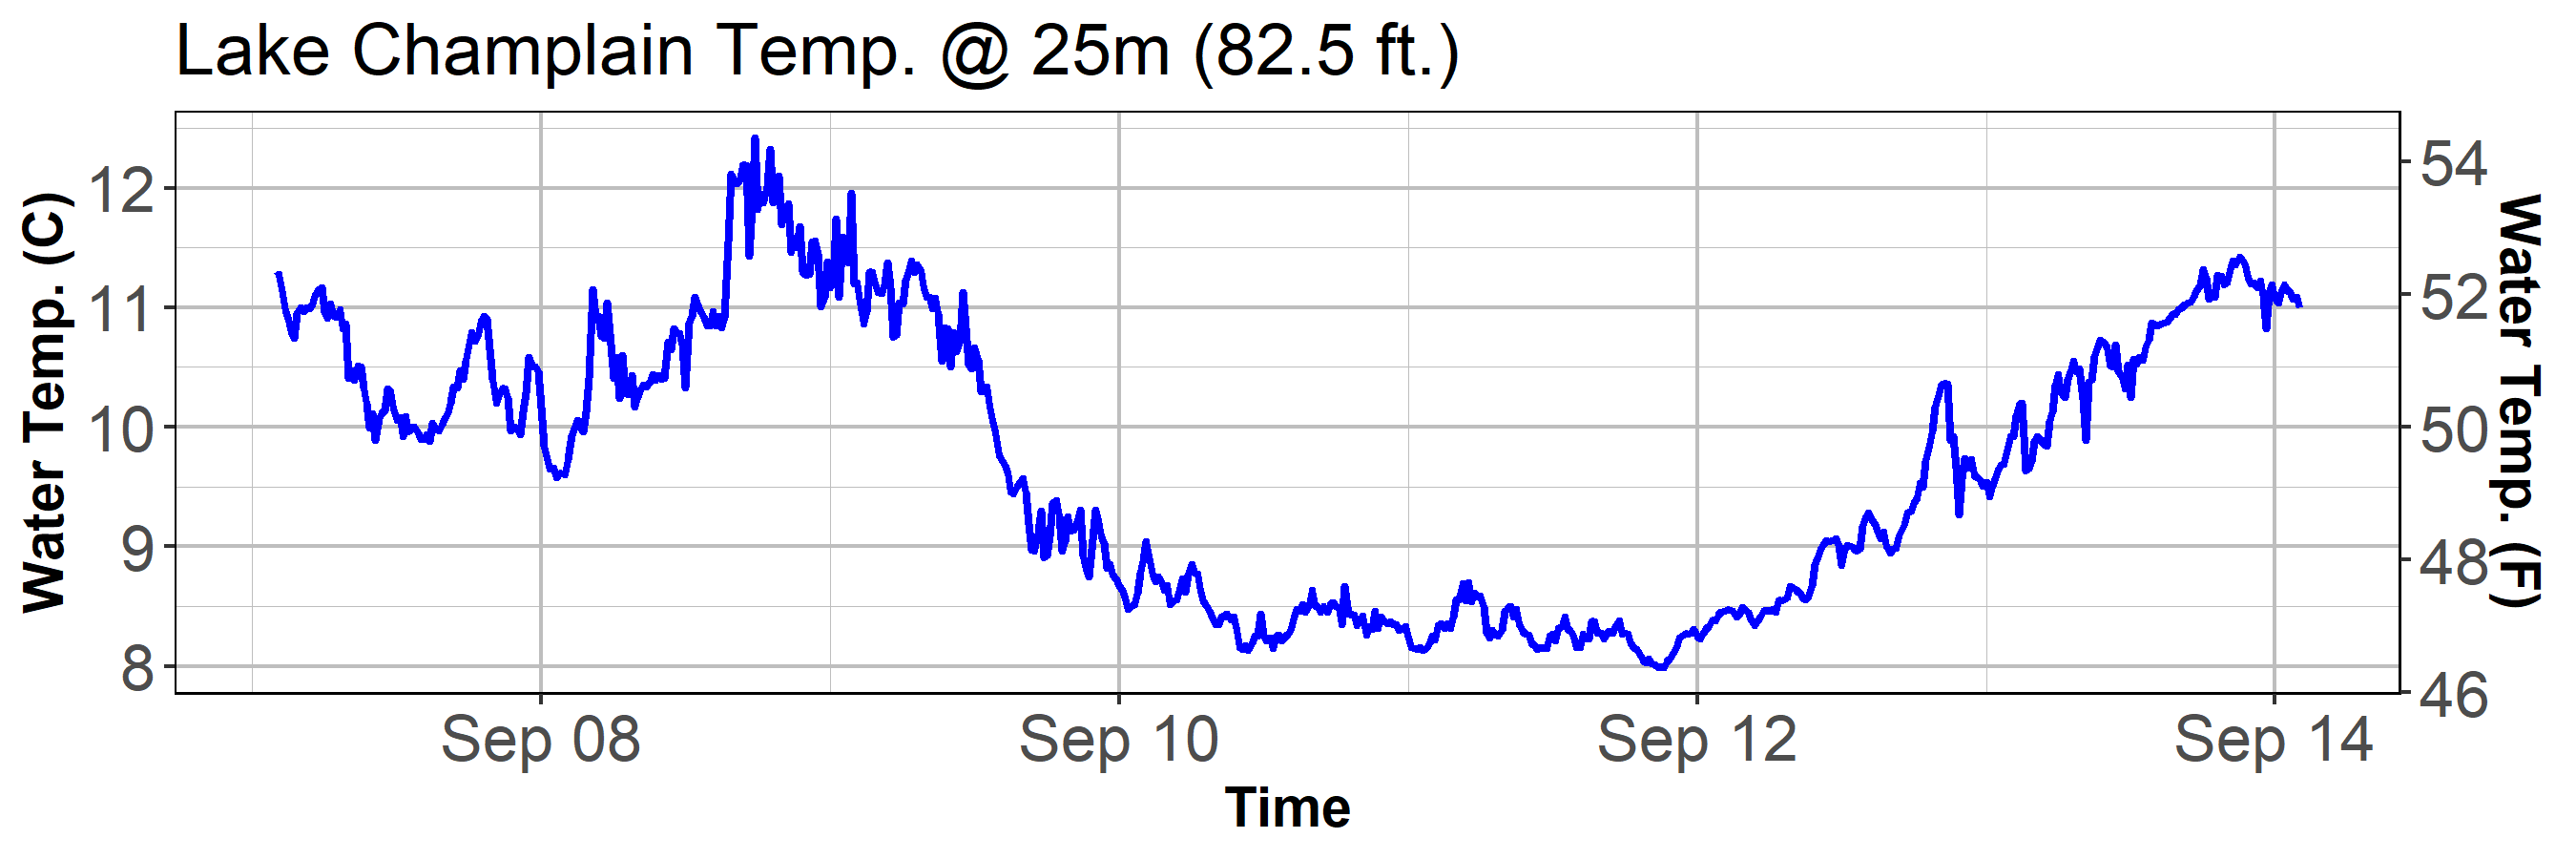 Lake Champlain Temp. @ 25m (82.5 ft.)
Water Temp. (C)
12
11
10
9
8
54
52
50
48
46
Water Temp. (F)
Sep 08 Sep 10 Sep 12 Sep 14
Time